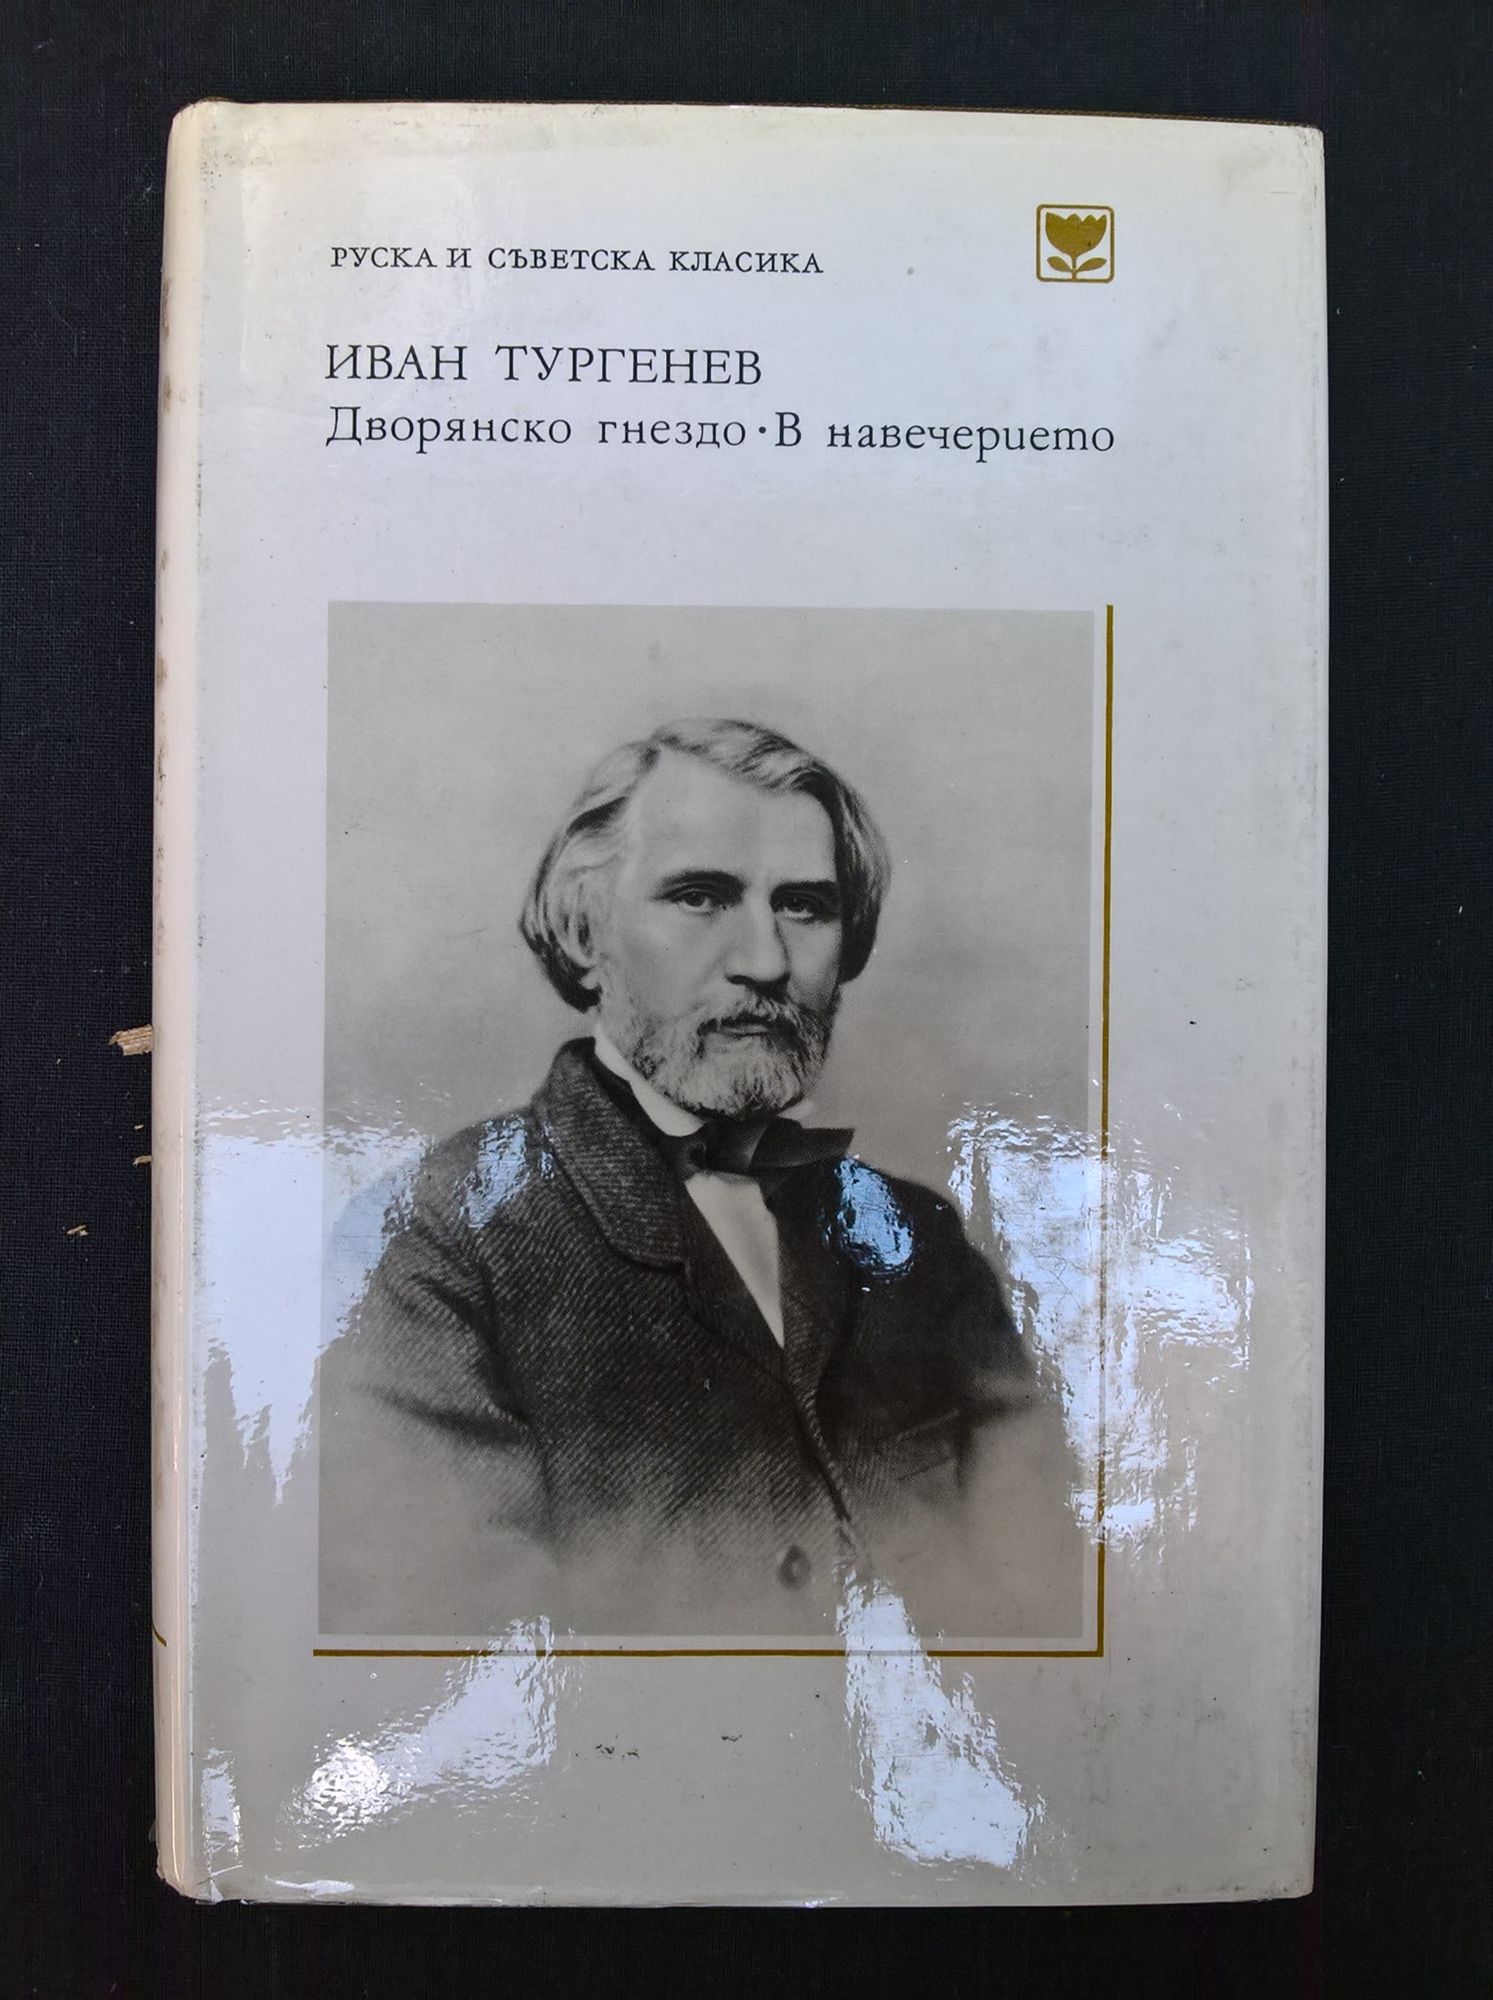 РУСКА И СЪВЕТСКА КЛАСИКА
ИВАН ТУРГЕНЕВ
Дворянско гнездо · В навечерието